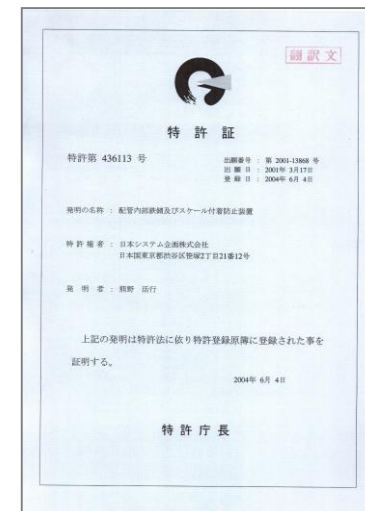 翻訳文
特許証
特許第 436113 号
出願番号 : 第 2001-13868 号
出願日 : 2001年 3月17日
登録日 : 2004年 6月 4日
発明の名称 : 配管内部鉄錆及びスケール付着防止装置
特許権者 : 日本システム企画株式会社
日本国東京都渋谷区笹塚2丁目21番12号
発明者 : 熊野 活行
上記の発明は特許法に依り特許登録原簿に登録された事を
証明する。
2004年 6月 4日
特許庁長